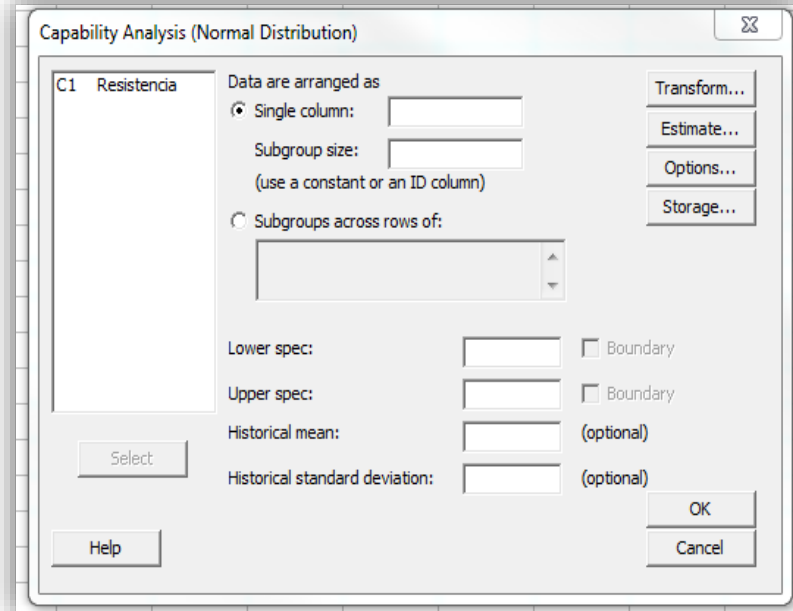 Capability Analysis (Normal Distribution)
C1 Resistencia
Data are arranged as
Single column:
Subgroup size:
(use a constant or an ID column)
Subgroups across rows of:
Transform...
Estimate...
Options...
Storage...
Lower spec:
Boundary
Upper spec:
Boundary
Historical mean:
(optional)
Historical standard deviation:
(optional)
Select
Help
OK
Cancel